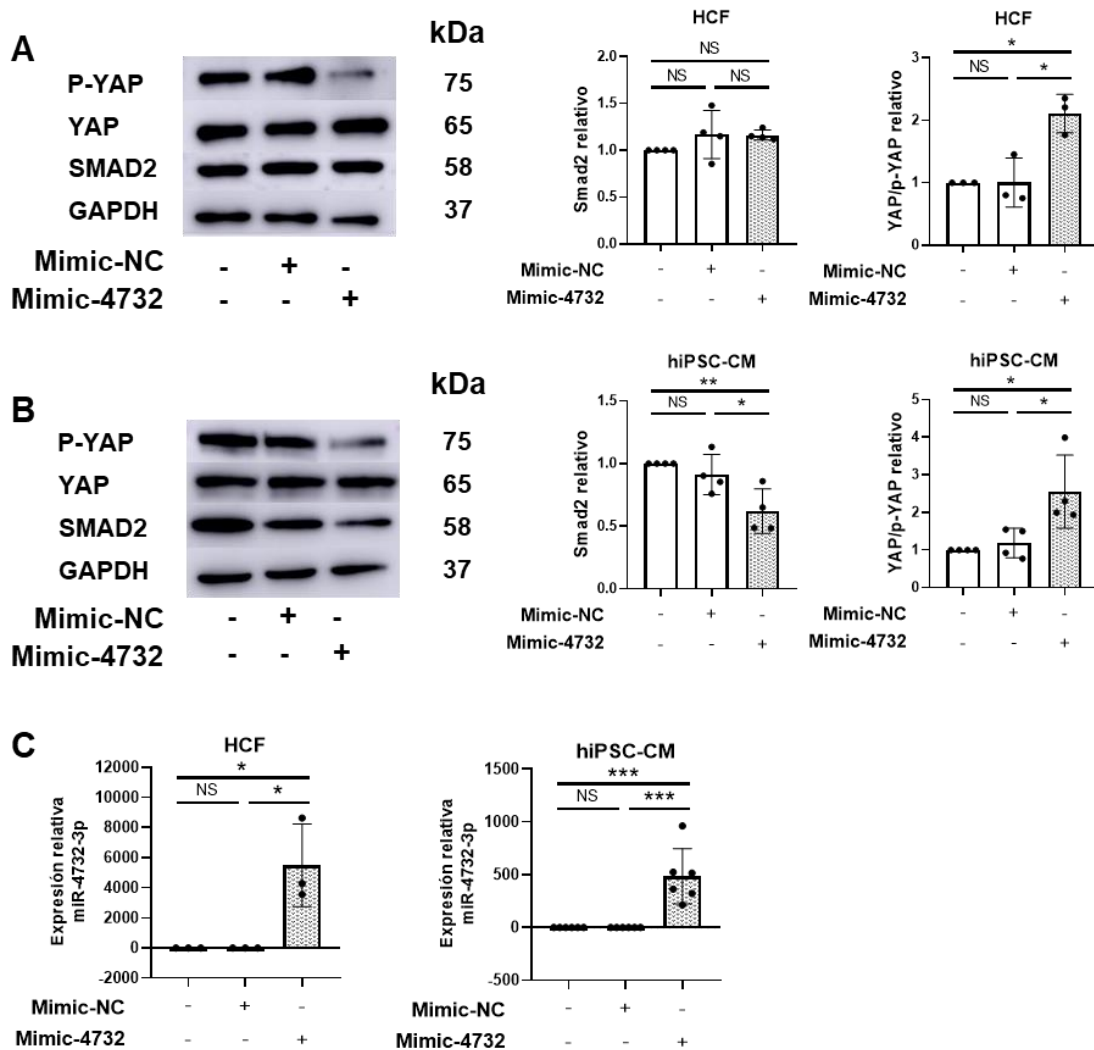 A
kDa
P-YAP 75
YAP 65
SMAD2 58
GAPDH 37
Mimic-NC - + -
Mimic-4732 - - +
HCF
NS
NS NS
Smad2 relativo
2.0
1.5
1.0
0.5
0.0
Mimic-NC - + -
Mimic-4732 - - +
HCF
*
NS *
YAP/p-YAP relativo
3
2
1
0
Mimic-NC - + -
Mimic-4732 - - +
B
kDa
P-YAP 75
YAP 65
SMAD2 58
GAPDH 37
Mimic-NC - + -
Mimic-4732 - - +
hiPSC-CM
**
NS *
Smad2 relativo
1.5
1.0
0.5
0.0
Mimic-NC - + -
Mimic-4732 - - +
hiPSC-CM
*
NS *
YAP/p-YAP relativo
5
4
3
2
1
0
Mimic-NC - + -
Mimic-4732 - - +
C
HCF
*
NS *
Expresión relativa
miR-4732-3p
12000
10000
8000
6000
4000
2000
0
-2000
Mimic-NC - + -
Mimic-4732 - - +
hiPSC-CM
***
NS ***
Expresión relativa
miR-4732-3p
1500
1000
500
0
-500
Mimic-NC - + -
Mimic-4732 - - +